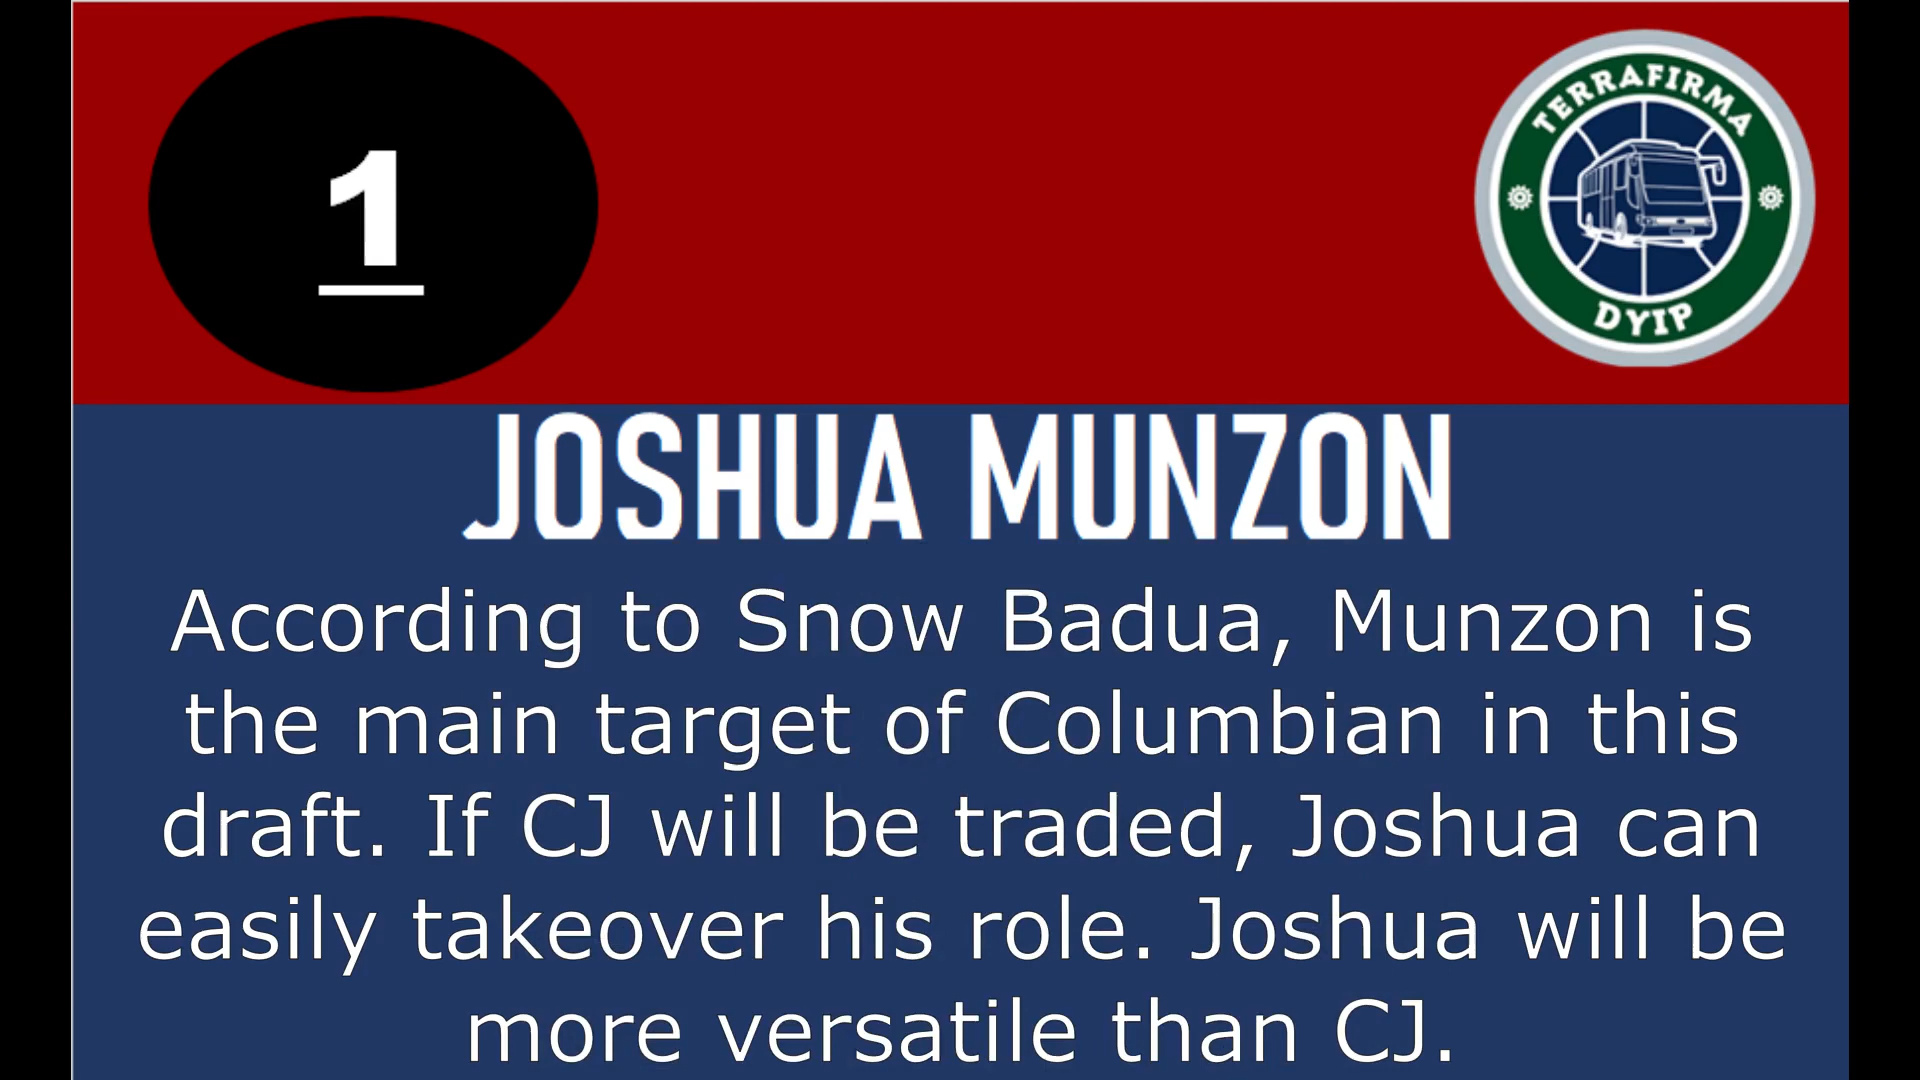 1
TERRAFIRMA
DYIP
JOSHUA MUNZON
According to Snow Badua, Munzon is
the main target of Columbian in this
draft. If CJ will be traded, Joshua can
easily takeover his role. Joshua will be
more versatile than CJ.